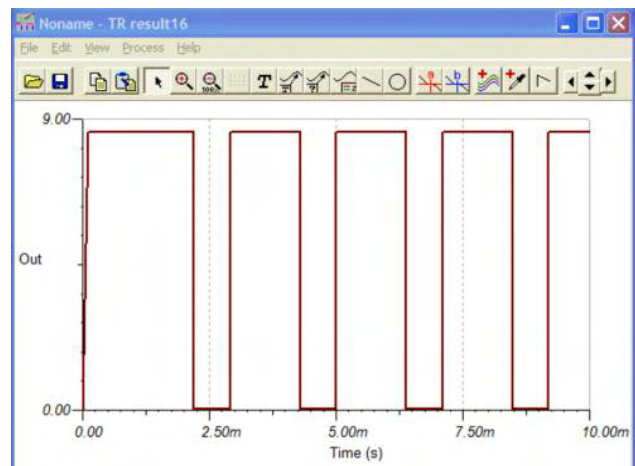 Noname - TR result16
File Edit View Process Help
T
100%
a
b
9.00
Out
0.00
0.00 2.50m 5.00m 7.50m 10.00m
Time (s)